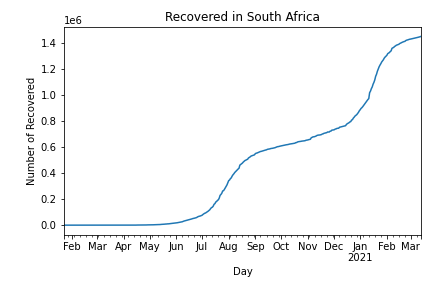 Recovered in South Africa
1e6
Number of Recovered
1.4
1.2
1.0
0.8
0.6
0.4
0.2
0.0
Feb Mar Apr May Jun Jul Aug Sep Oct Nov Dec Jan Feb Mar
2021
Day